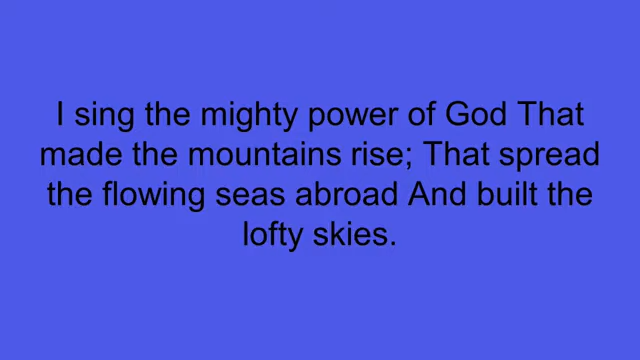 I sing the mighty power of God That
made the mountains rise; That spread
the flowing seas abroad And built the
lofty skies.